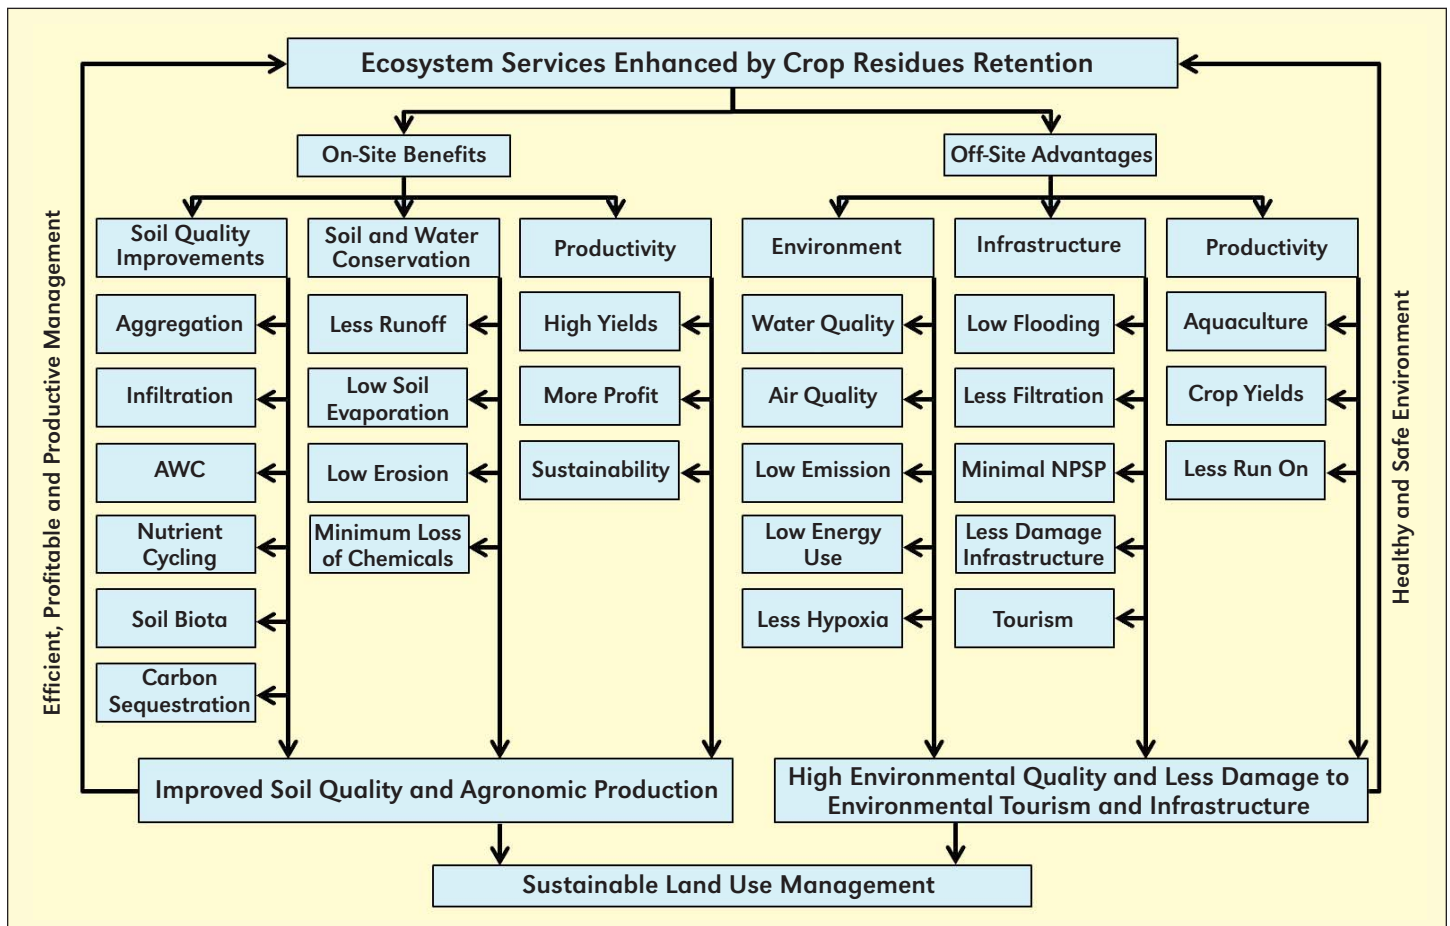 Ecosystem Services Enhanced by Crop Residues Retention
On-Site Benefits
Off-Site Advantages
Soil Quality
Improvements
Soil and Water
Conservation
Productivity
Environment
Infrastructure
Productivity
Aggregation
Less Runoff
High Yields
Water Quality
Low Flooding
Aquaculture
Infiltration
Low Soil
Evaporation
More Profit
Air Quality
Less Filtration
Crop Yields
AWC
Low Erosion
Sustainability
Low Emission
Minimal NPSP
Less Run On
Nutrient
Cycling
Minimum Loss
of Chemicals
Low Energy
Use
Less Damage
Infrastructure
Soil Biota
Less Hypoxia
Tourism
Carbon
Sequestration
Efficient, Profitable and Productive Management
Healthy and Safe Environment
Improved Soil Quality and Agronomic Production
High Environmental Quality and Less Damage to
Environmental Tourism and Infrastructure
Sustainable Land Use Management